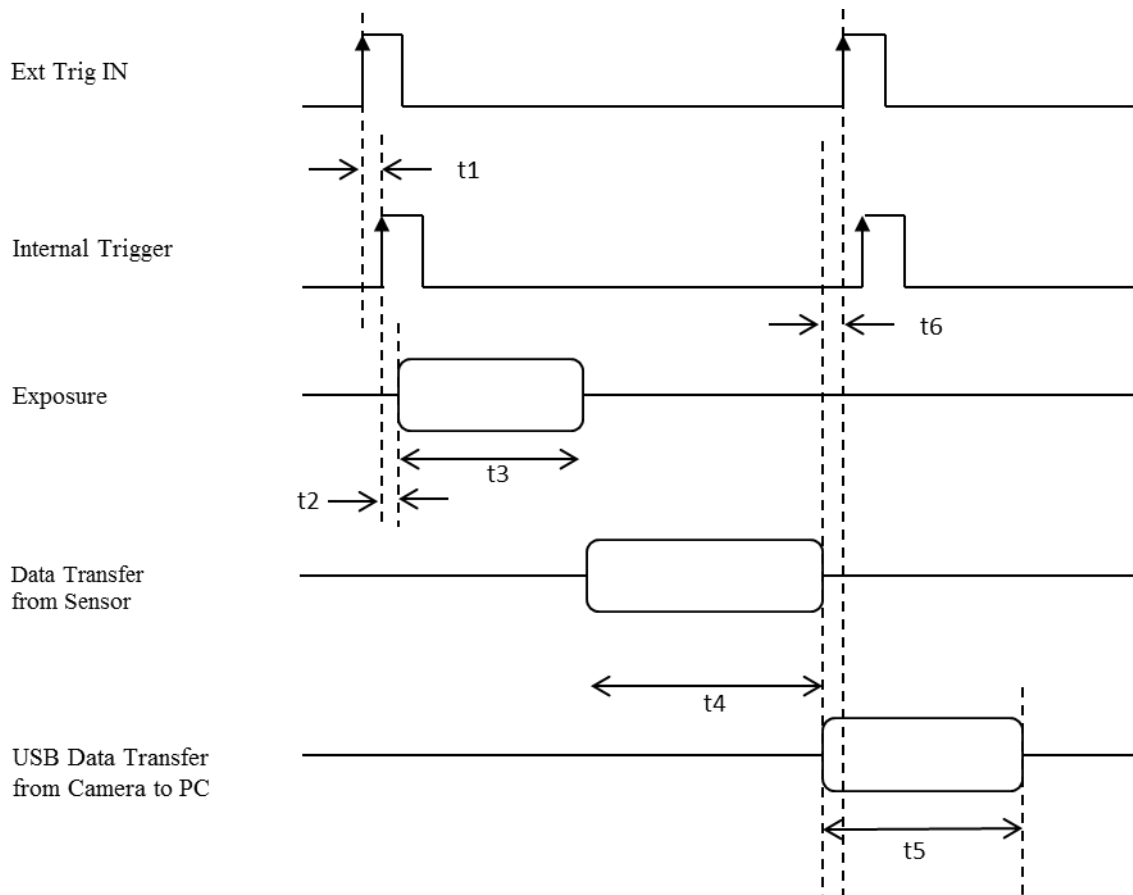 Ext Trig IN
t1
Internal Trigger
t6
Exposure
t3
t2
Data Transfer
from Sensor
t4
USB Data Transfer
from Camera to PC
t5